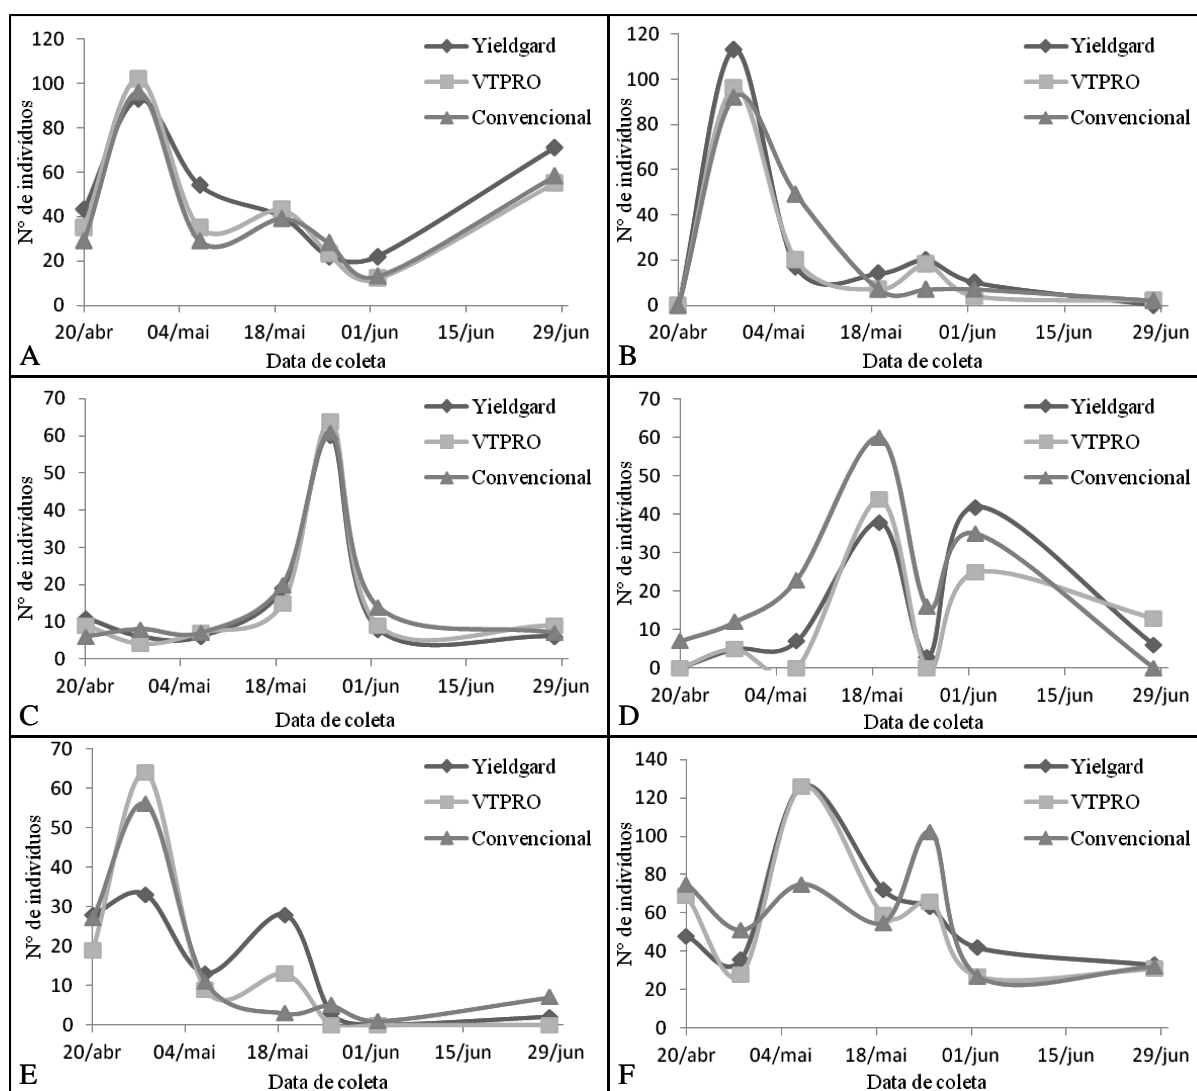 120
100
80
60
40
20
0
N° de indivíduos
Yieldgard
VTPRO
Convencional
20/abr 04/mai 18/mai 01/jun 15/jun 29/jun
Data de coleta
A
120
100
80
60
40
20
0
N° de indivíduos
Yieldgard
VTPRO
Convencional
20/abr 04/mai 18/mai 01/jun 15/jun 29/jun
Data de coleta
B
70
60
50
40
30
20
10
0
N° de indivíduos
Yieldgard
VTPRO
Convencional
20/abr 04/mai 18/mai 01/jun 15/jun 29/jun
Data de coleta
C
70
60
50
40
30
20
10
0
N° de indivíduos
Yieldgard
VTPRO
Convencional
20/abr 04/mai 18/mai 01/jun 15/jun 29/jun
Data de coleta
D
70
60
50
40
30
20
10
0
N° de indivíduos
Yieldgard
VTPRO
Convencional
20/abr 04/mai 18/mai 01/jun 15/jun 29/jun
Data de coleta
E
140
120
100
80
60
40
20
0
N° de indivíduos
Yielgard
VTPRO
Convencional
20/abr 04/mai 18/mai 01/jun 15/jun 29/jun
Data de coleta
F